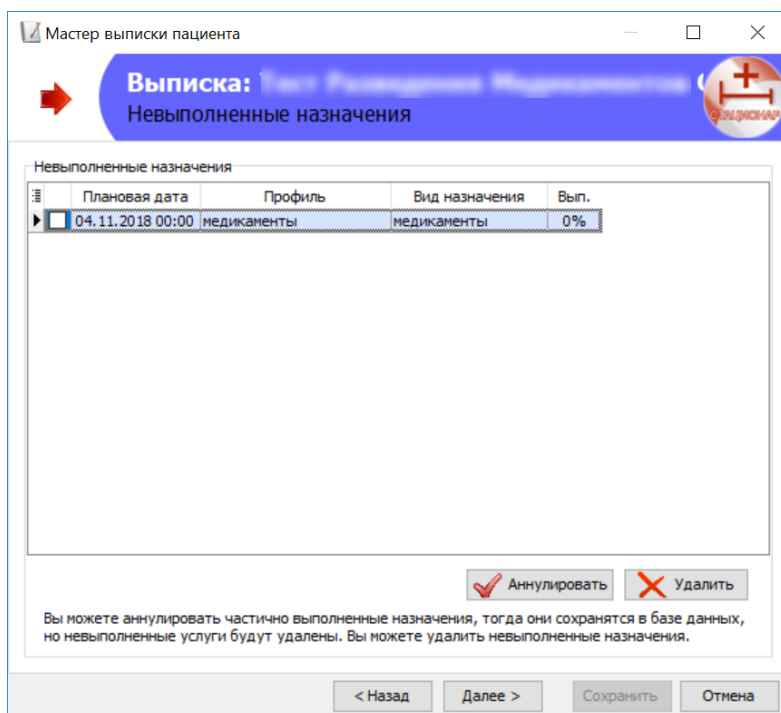 Мастер выписки пациента
Выписка:
Невыполненные назначения
СТАЦИОНАР
Невыполненные назначения
Плановая дата Профиль Вид назначения Вып.
04.11.2018 00:00 медикаменты медикаменты 0%
Аннулировать Удалить
Вы можете аннулировать частично выполненные назначения, тогда они сохранятся в базе данных,
но невыполненные услуги будут удалены. Вы можете удалить невыполненные назначения.
< Назад Далее > Сохранить Отмена